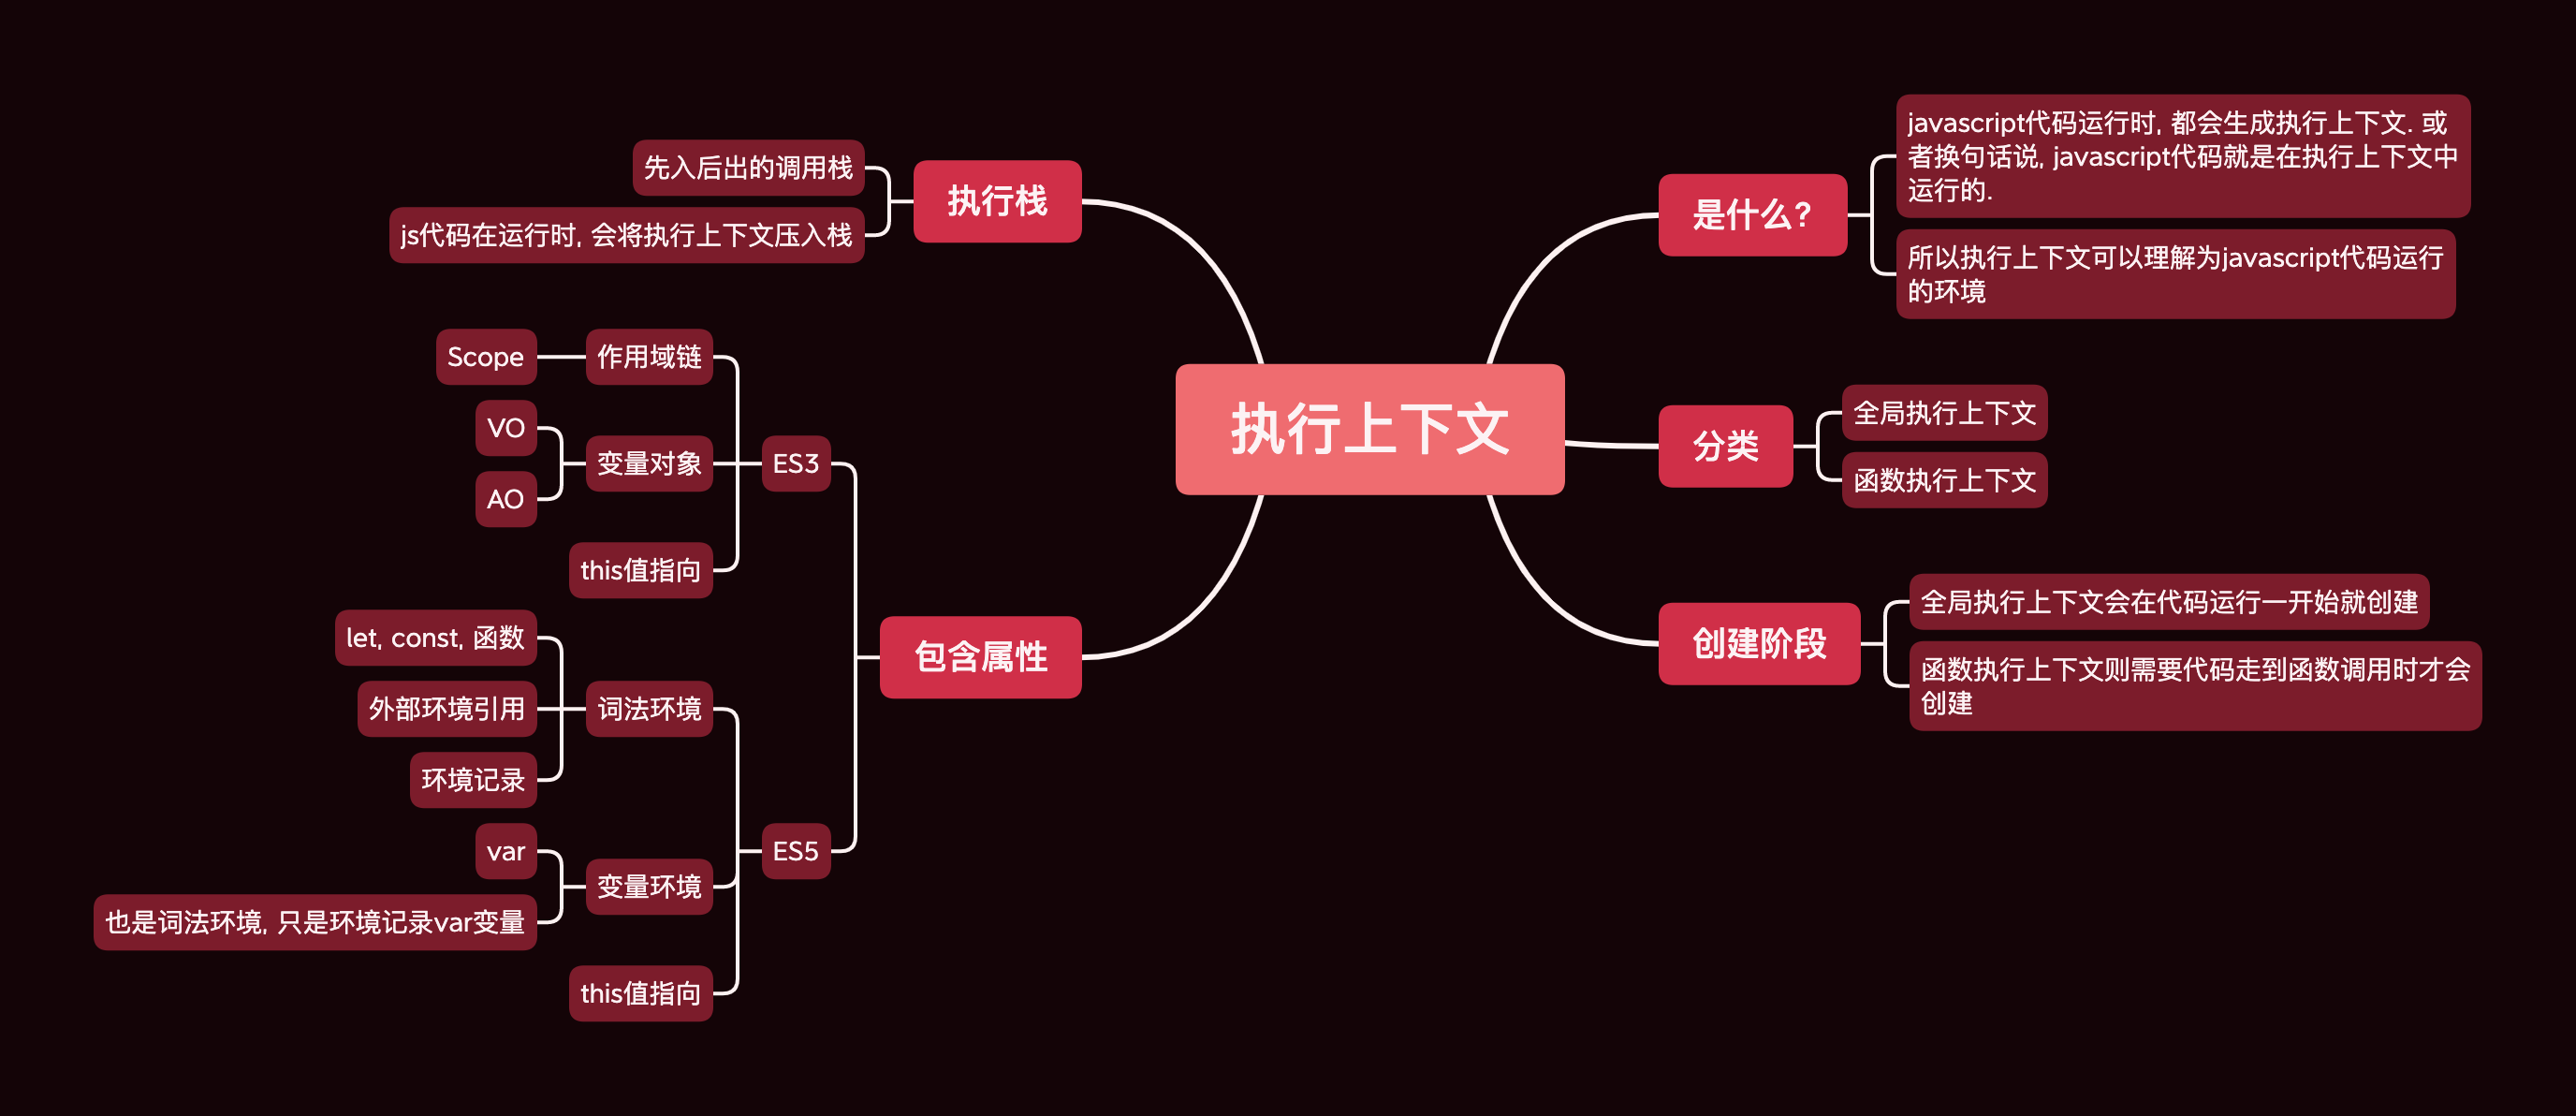 执行上下文
是什么?
javascript代码运行时, 都会生成执行上下文. 或
者换句话说, javascript代码就是在执行上下文中
运行的.
所以执行上下文可以理解为javascript代码运行
的环境
分类
全局执行上下文
函数执行上下文
创建阶段
全局执行上下文会在代码运行一开始就创建
函数执行上下文则需要代码走到函数调用时才会
创建
执行栈
先入后出的调用栈
js代码在运行时, 会将执行上下文压入栈
包含属性
ES3
作用域链
Scope
变量对象
VO
AO
this值指向
ES5
词法环境
let, const, 函数
外部环境引用
环境记录
变量环境
var
也是词法环境, 只是环境记录var变量
this值指向